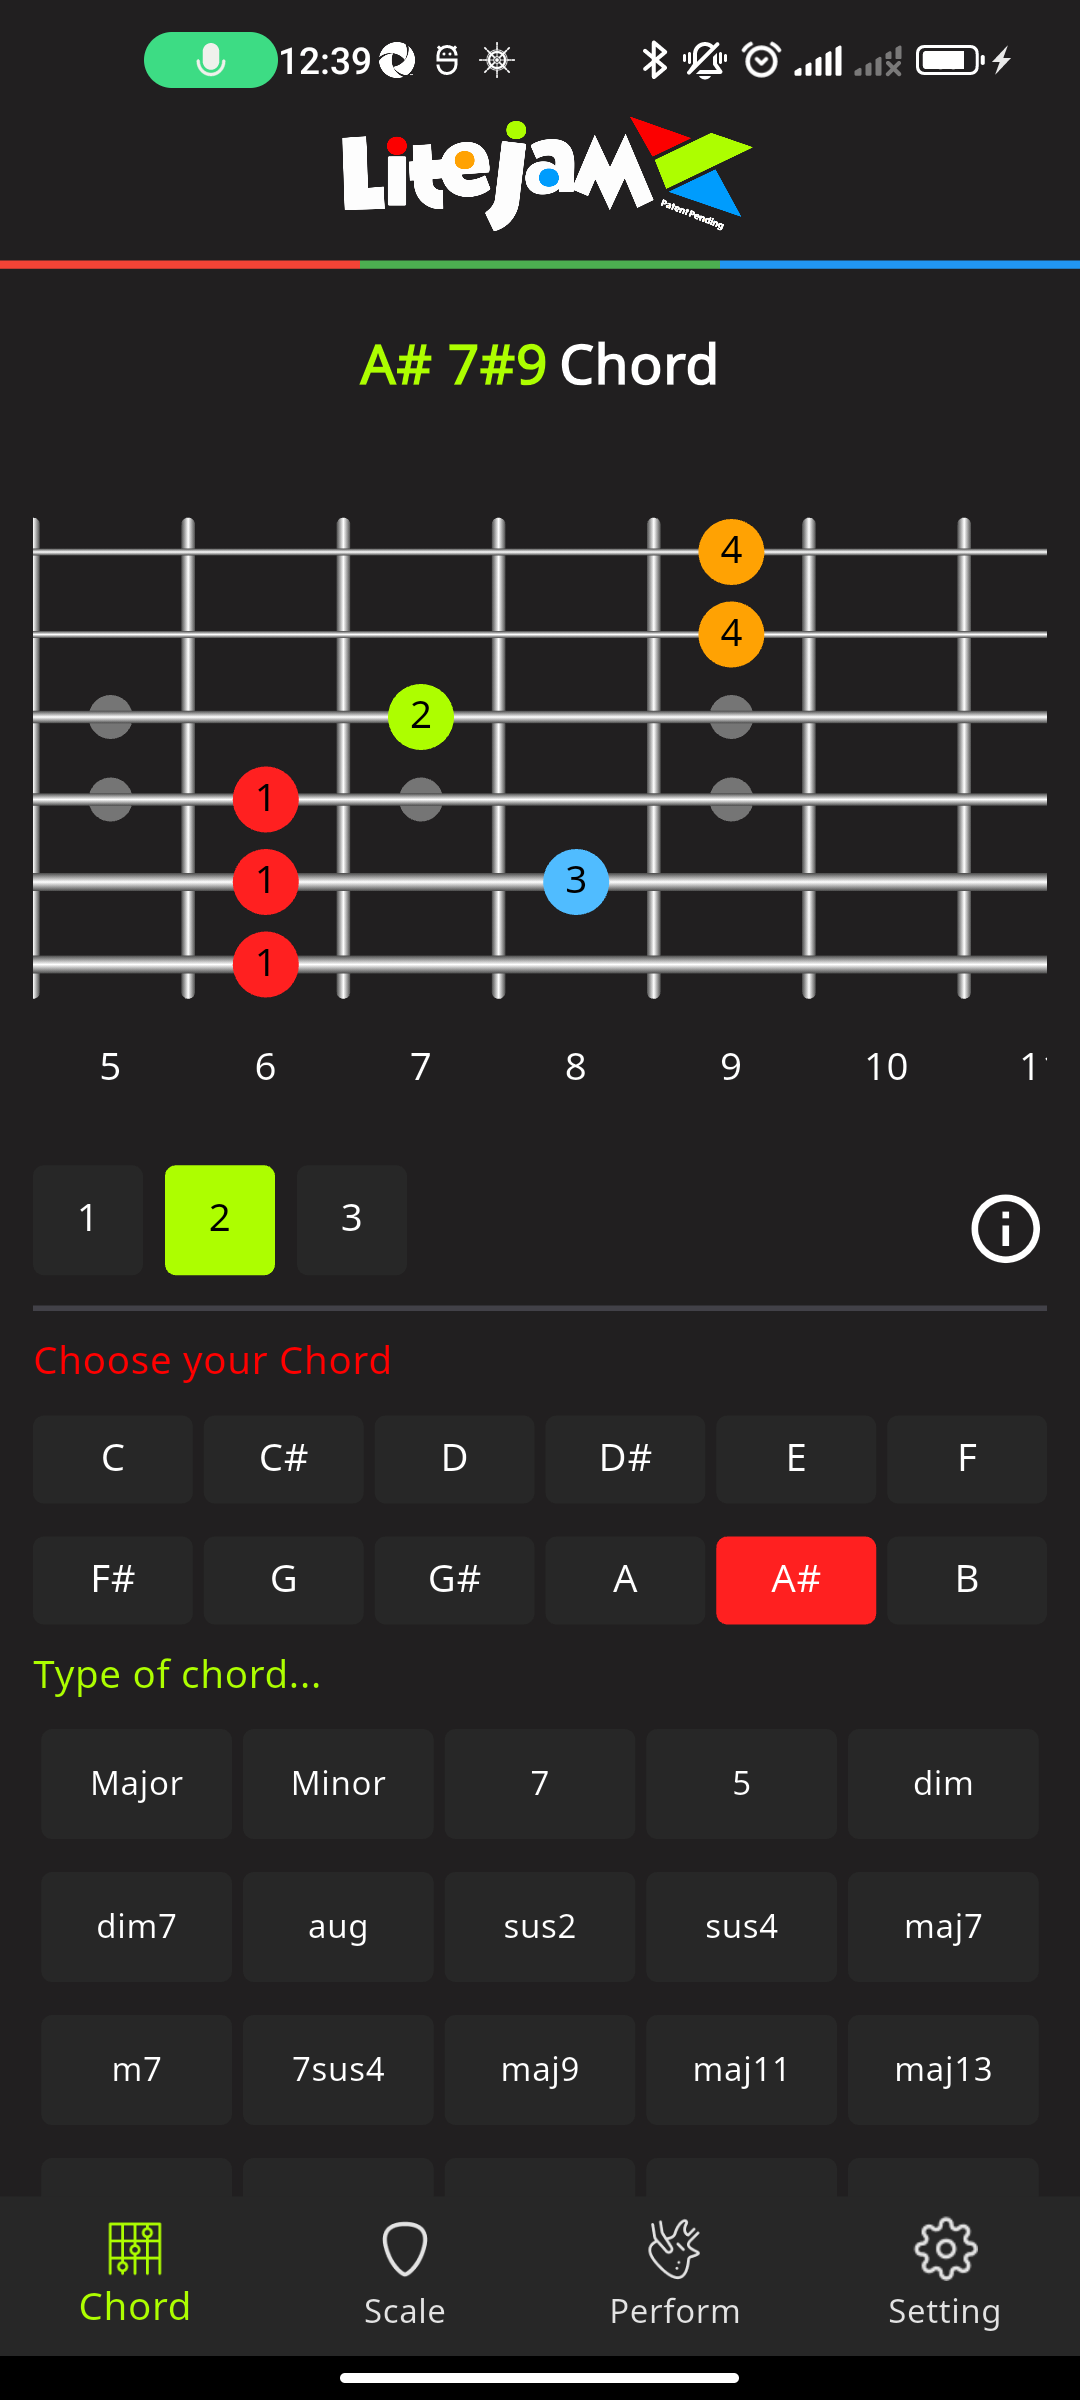 12:39
Litejam
Patent Pending
A# 7#9 Chord
4
4
2
1
1 3
1
5 6 7 8 9 10
1 2 3
Choose your Chord
C C# D D# E F
F# G G# A A# B
Type of chord...
Major Minor 7 5 dim
dim7 aug sus2 sus4 maj7
m7 7sus4 maj9 maj11 maj13
Chord Scale Perform Setting